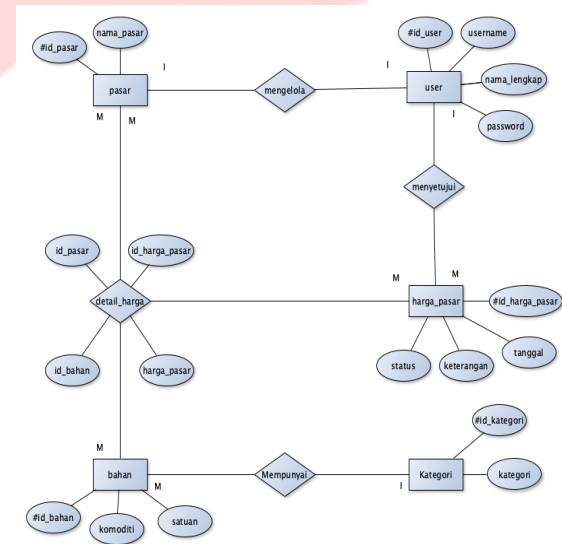 nama_pasar
#id_pasar
pasar
I
M
M
mengelola
I
#id_user
username
user
nama_lengkap
I
password
menyetujui
id_pasar
id_harga_pasar
detail_harga
id_bahan
harga_pasar
M
M
harga_pasar
#id_harga_pasar
status
keterangan
tanggal
M
bahan
M
#id_bahan
komoditi
satuan
Mempunyai
I
Kategori
#id_kategori
kategori